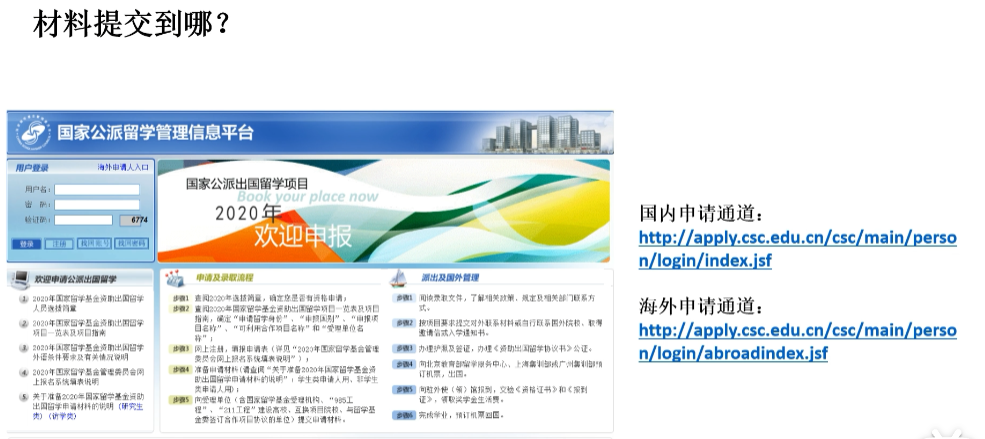 材料提交到哪？
国家公派留学管理信息平台
用户登录 海外申请人入口
用户名：
密 码：
验证码： 6774
登录 注册 找回账号 找回密码
国家公派出国留学项目
Book your place now
2020年
欢迎申报
欢迎申请公派出国留学
1 2020年国家留学基金资助出国留学
人员选拔简章
2 2020年国家留学基金资助出国留学
项目一览表及项目指南
3 2020年国家留学基金资助出国留学
外语条件要求及有关情况说明
4 2020年国家留学基金管理委员会网
上报名系统填表说明
5 关于准备2020年国家留学基金资助
出国留学申请材料的说明（研究生
类）（访学类）
申请及录取流程
步骤1 查阅2020年选拔简章，确定您是否有资格申请；
步骤2 查阅2020年国家留学基金资助出国留学项目一览表及项目
指南，确定“申请留学身份”、“申报国别”、“申报项
目名称”、“可利用合作项目名称”和“受理单位名
称”；
步骤3 网上注册，填报申请表（详见“2020年国家留学基金管理
委员会网上报名系统填表说明”）；
步骤4 准备申请材料(请查阅“关于准备2020年国家留学基金资
助出国留学申请材料的说明”：学生类申请人用、非学生
类申请人用)；
步骤5 向受理单位（含国家留学基金受理机构、“985工
程”、“211工程”建设高校、互换项目院校、与留学基
金委签订合作项目协议的单位）提交申请材料。
派出及国外管理
步骤1 阅读录取文件，了解相关政策、规定及相关部门联系方
式。
步骤2 按项目要求提交对外联系材料或自行联系国外院校、取得
邀请信或入学通知书。
步骤3 办理护照及签证，办理《资助出国留学协议书》公证。
步骤4 向北京教育部留学服务中心、上海集训部或广州集训部预
订机票，出国。
步骤5 向驻外使（领）馆报到，交验《资格证书》和《报到
证》，领取奖学金生活费。
步骤6 完成学业，预订机票回国。
国内申请通道：
http://apply.csc.edu.cn/csc/main/perso
n/login/index.jsf
海外申请通道：
http://apply.csc.edu.cn/csc/main/perso
n/login/abroadindex.jsf